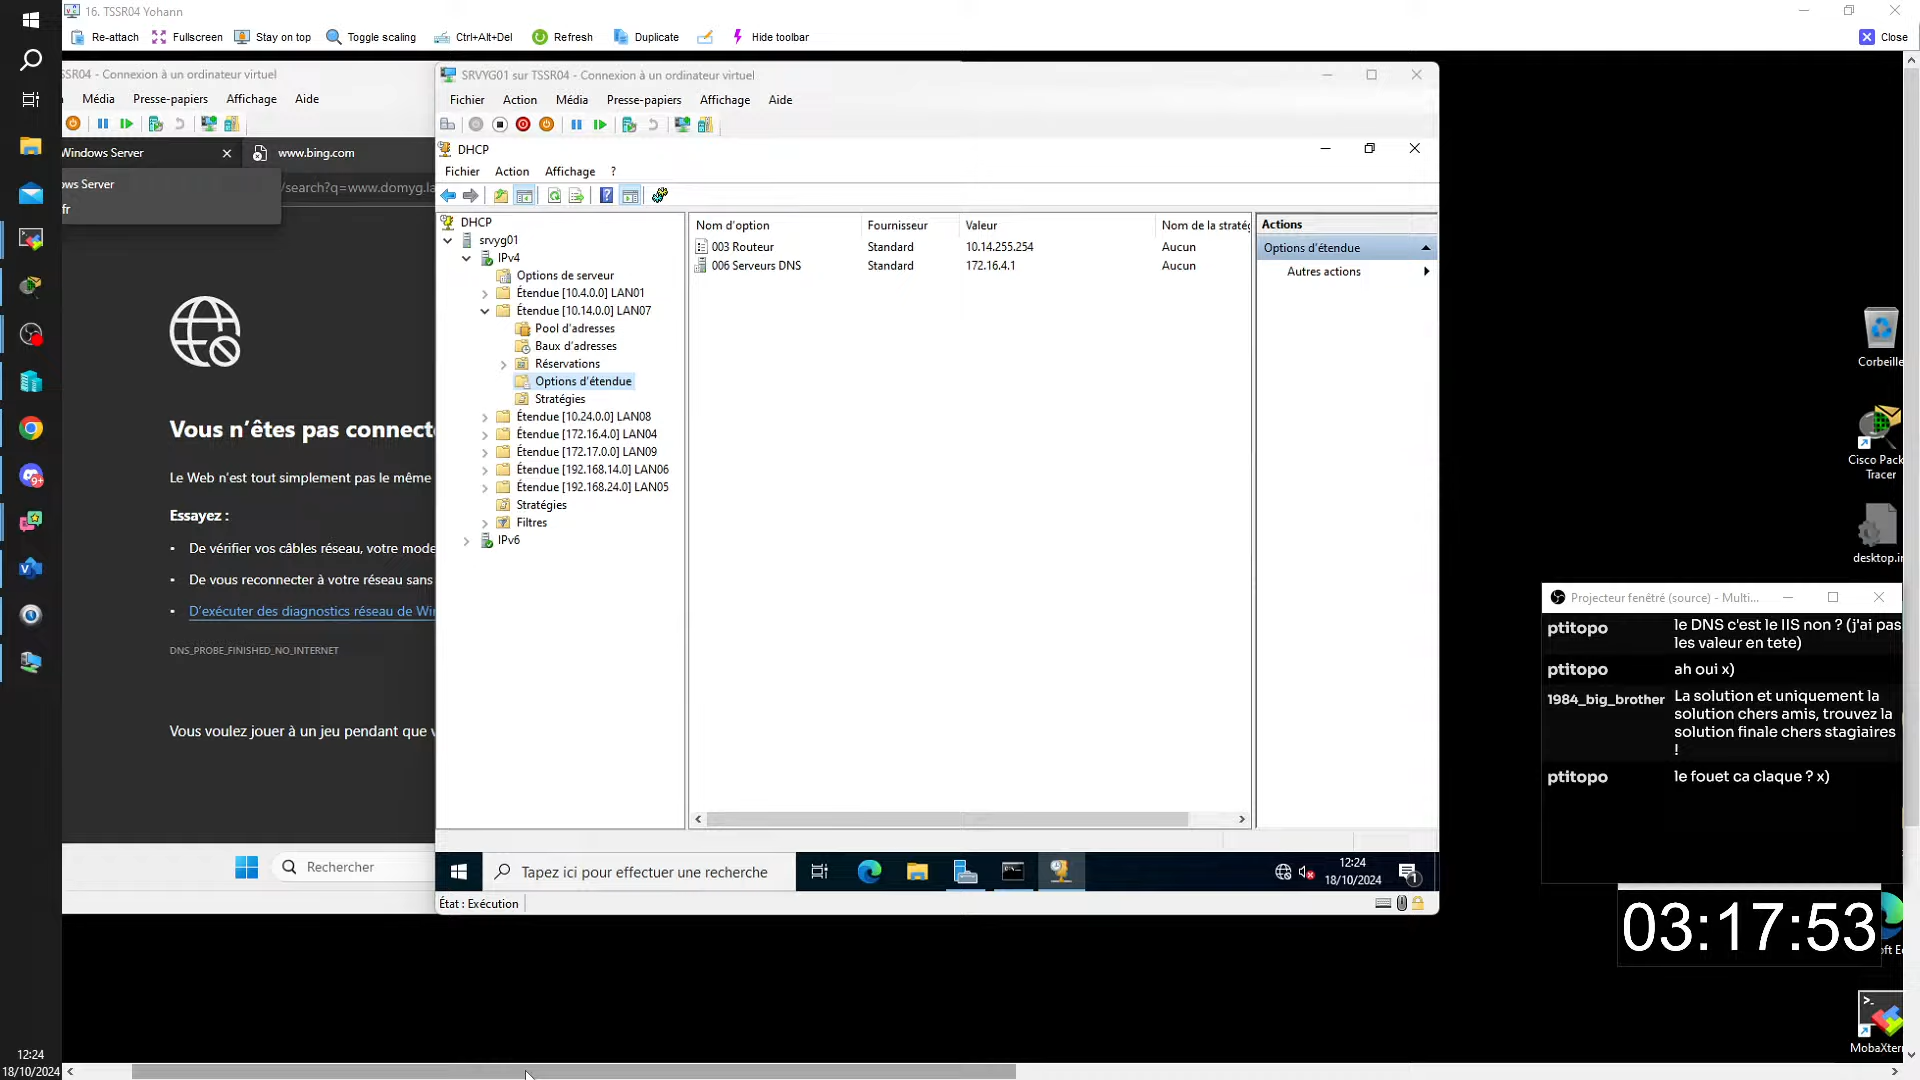 16. TSSR04 Yohann
Re-attach Fullscreen Stay on top Toggle scaling Ctrl+Alt+Del Refresh Duplicate Hide toolbar Close
SSR04 - Connexion à un ordinateur virtuel
Média Presse-papiers Affichage Aide
Windows Server
www.bing.com
ows Server
fr
/search?q=www.domyg.la
Vous n’êtes pas connect
Le Web n’est tout simplement pas le même
Essayez :
De vérifier vos câbles réseau, votre mode
De vous reconnecter à votre réseau sans
D’exécuter des diagnostics réseau de Wi
DNS_PROBE_FINISHED_NO_INTERNET
Vous voulez jouer à un jeu pendant que v
Rechercher
SRVYG01 sur TSSR04 - Connexion à un ordinateur virtuel
Fichier Action Média Presse-papiers Affichage Aide
DHCP
Fichier Action Affichage ?
DHCP
srvyg01
IPv4
Options de serveur
Étendue [10.4.0.0] LAN01
Étendue [10.14.0.0] LAN07
Pool d'adresses
Baux d'adresses
Réservations
Options d'étendue
Stratégies
Étendue [10.24.0.0] LAN08
Étendue [172.16.4.0] LAN04
Étendue [172.17.0.0] LAN09
Étendue [192.168.14.0] LAN06
Étendue [192.168.24.0] LAN05
Stratégies
Filtres
IPv6
Nom d'option Fournisseur Valeur Nom de la stratég
003 Routeur Standard 10.14.255.254 Aucun
006 Serveurs DNS Standard 172.16.4.1 Aucun
Actions
Options d'étendue
Autres actions
Tapez ici pour effectuer une recherche
12:24
18/10/2024
1
État : Exécution
Corbeille
Cisco Pack
Tracer
desktop.in
Projecteur fenêtré (source) - Multi...
ptitopo le DNS c'est le IIS non ? (j'ai pas
les valeur en tete)
ptitopo ah oui x)
1984_big_brother La solution et uniquement la
solution chers amis, trouvez la
solution finale chers stagiaires
!
ptitopo le fouet ca claque ? x)
03:17:53
oft Ed
MobaXtern
9+
12:24
18/10/2024